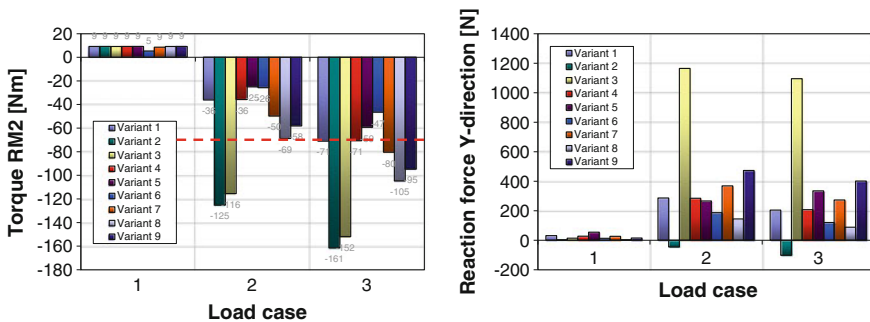 20
0
-20
-40
-60
-80
-100
-120
-140
-160
-180
Torque RM2 [Nm]
9 9 9 9 9 5 9 9 9
-36 -125 -116 -36 -25 -26 -50 -69 -58
-71 -161 -152 -71 -59 -47 -80 -105 -95
Variant 1
Variant 2
Variant 3
Variant 4
Variant 5
Variant 6
Variant 7
Variant 8
Variant 9
1 2 3
Load case
Reaction force Y-direction [N]
1400
1200
1000
800
600
400
200
0
-200
Variant 1
Variant 2
Variant 3
Variant 4
Variant 5
Variant 6
Variant 7
Variant 8
Variant 9
1 2 3
Load case